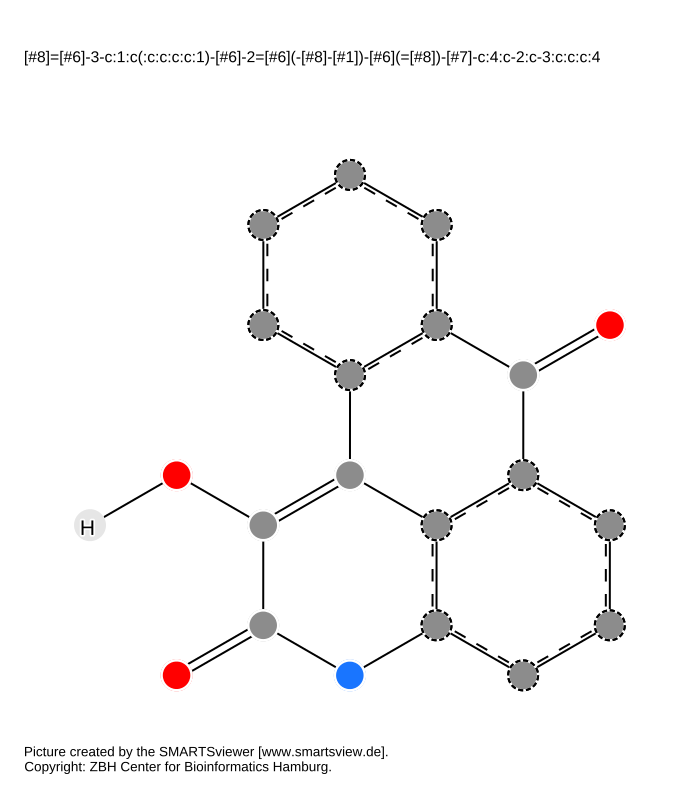 [#8]=[#6]-3-c:1:c(:c:c:c:c:1)-[#6]-2=[#6](-[#8]-[#1])-[#6](=[#8])-[#7]-c:4:c-2:c-3:c:c:c:4
H
Picture created by the SMARTSviewer [www.smartsview.de].
Copyright: ZBH Center for Bioinformatics Hamburg.